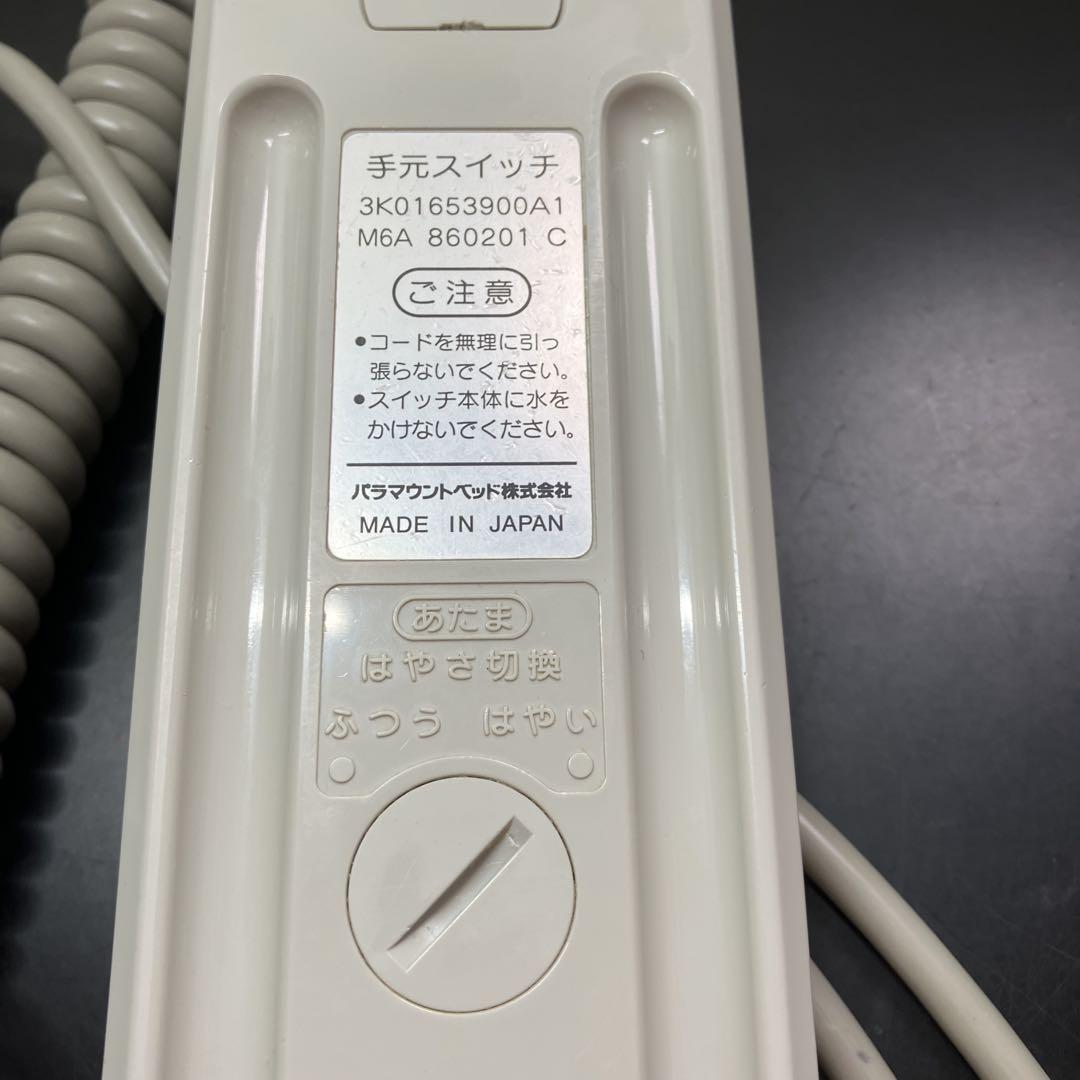 手元スイッチ
3K01653900A1
M6A 860201 C
ご注意
●コードを無理に引っ
張らないでください。
●スイッチ本体に水を
かけないでください。
パラマウントベッド株式会社
MADE IN JAPAN
あたま
はやさ切換
ふつう はやい